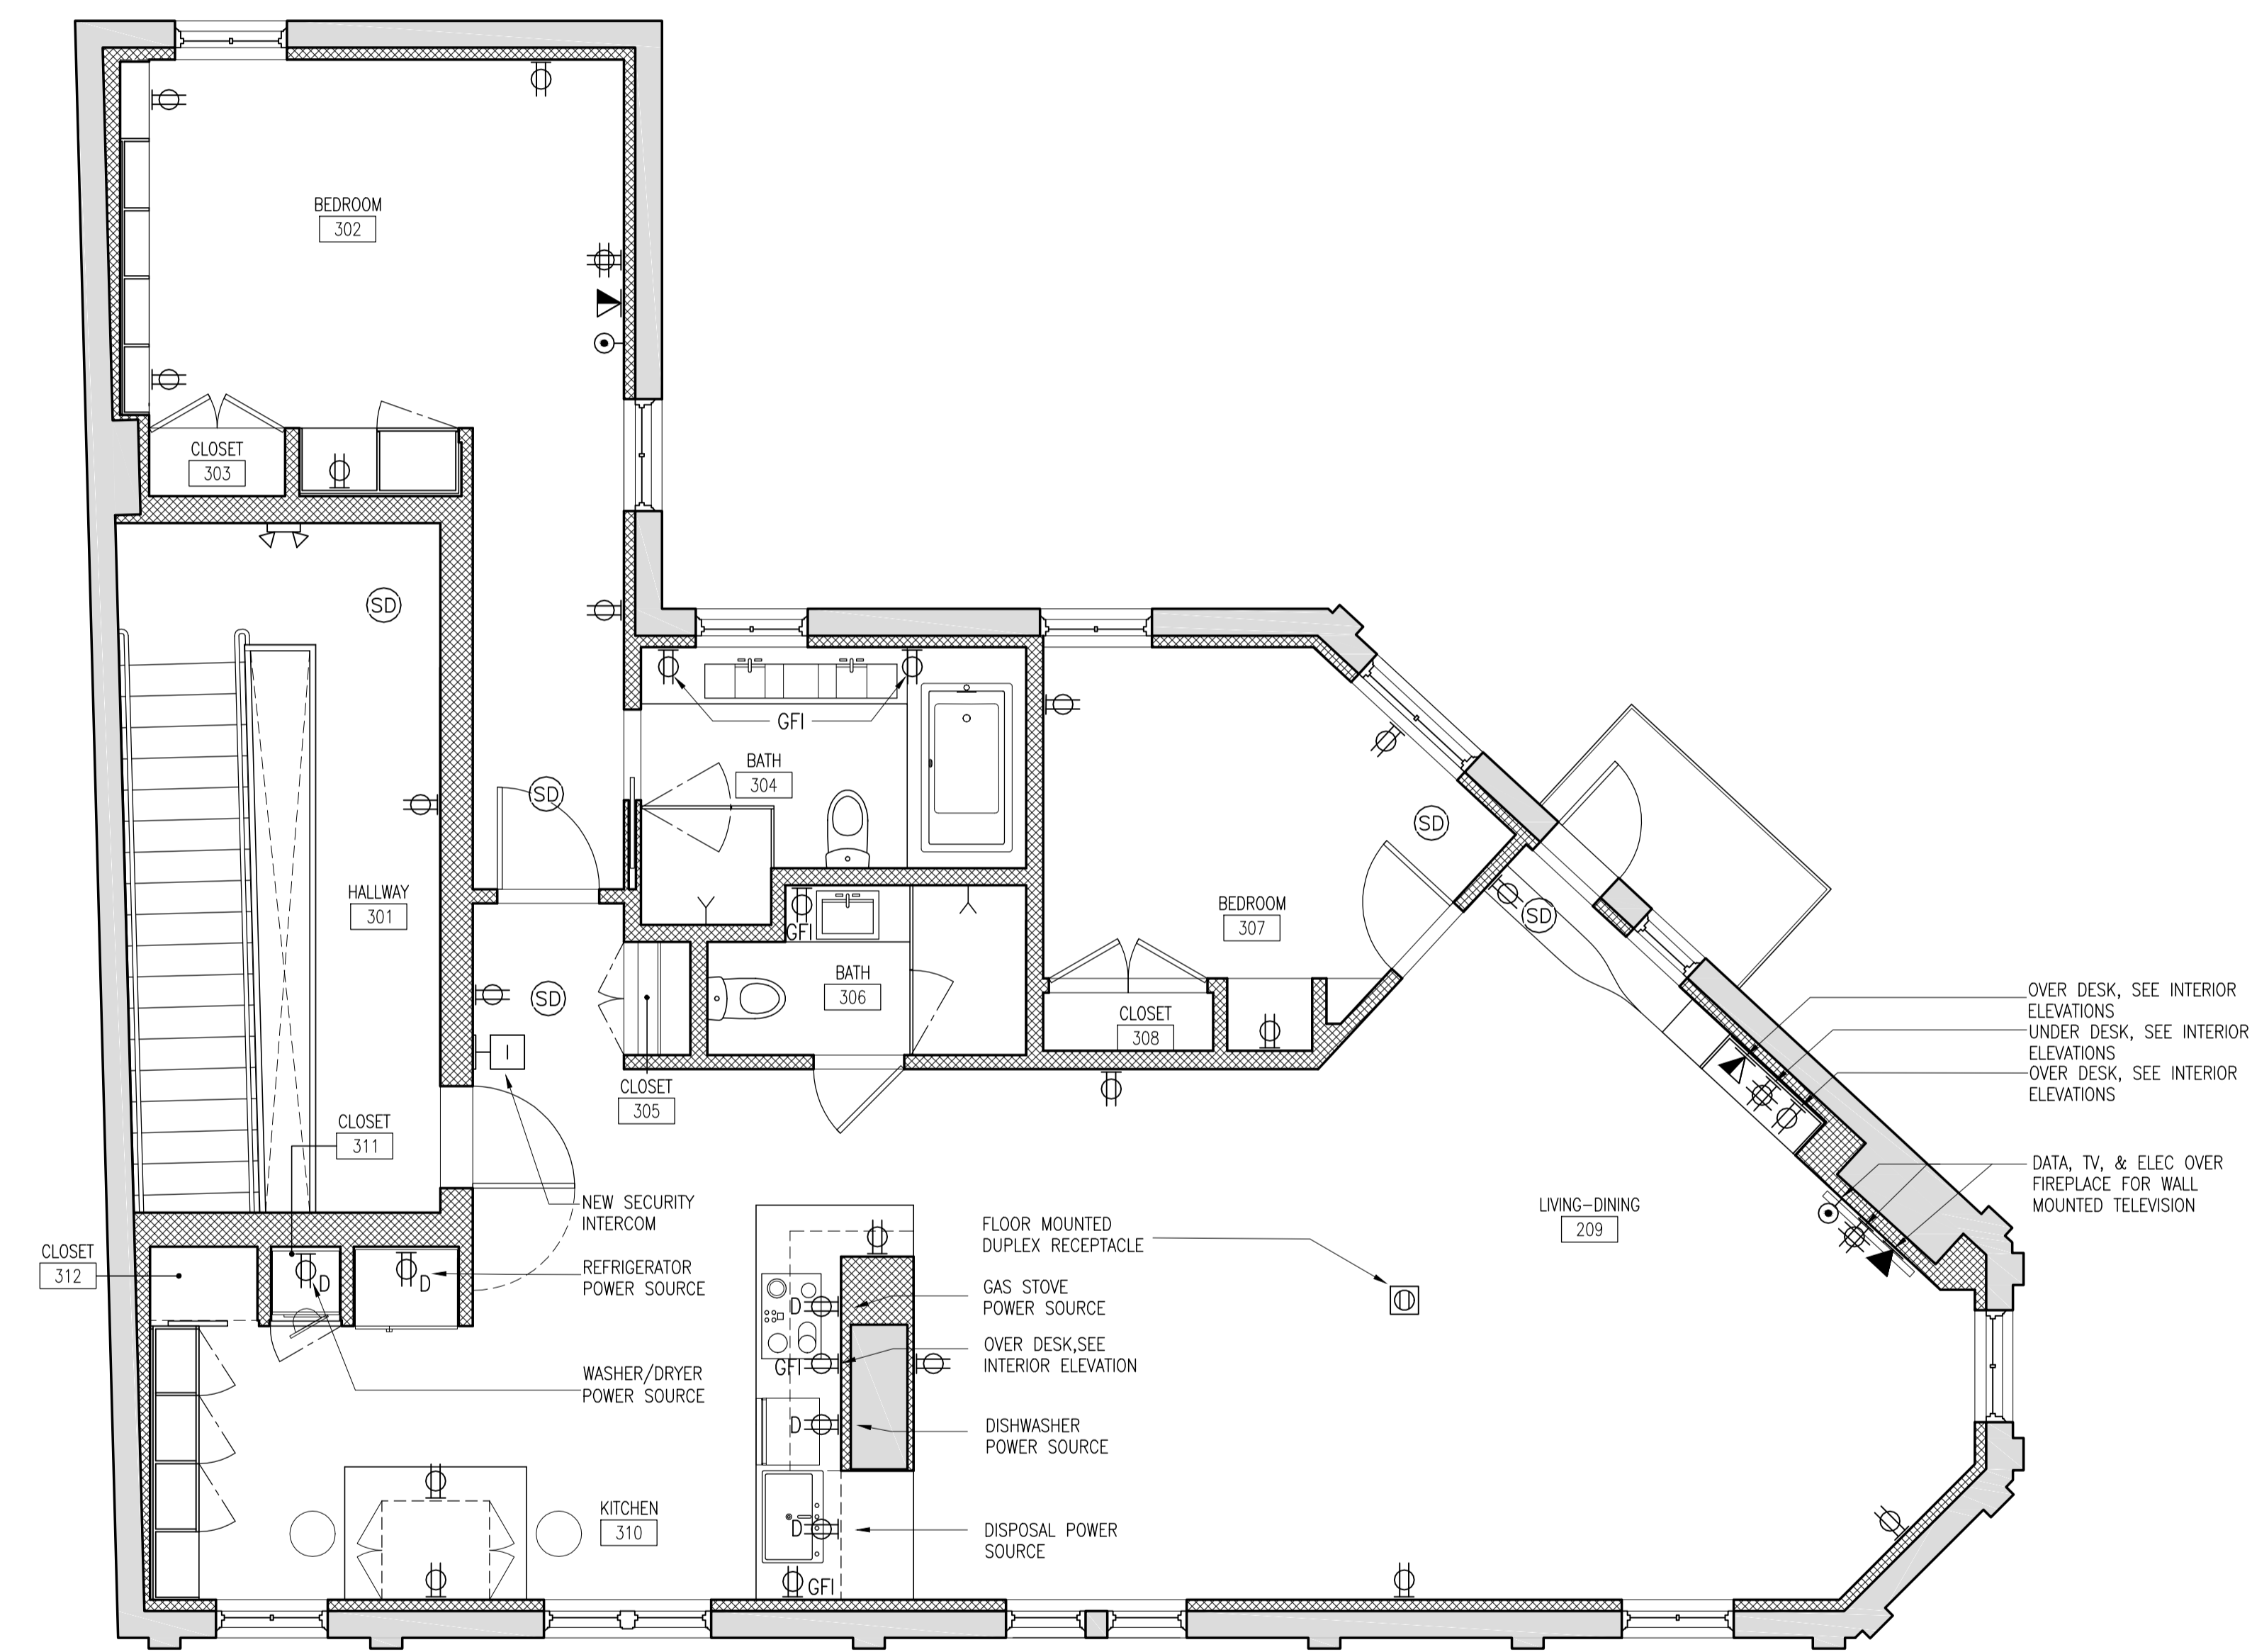 BEDROOM
302
CLOSET
303
SD
HALLWAY
301
SD
GFI
BATH
304
GFI
BATH
306
SD
BEDROOM
307
SD
SD
CLOSET
308
I
CLOSET
305
CLOSET
311
CLOSET
312
NEW SECURITY
INTERCOM
REFRIGERATOR
POWER SOURCE
D
D
WASHER/DRYER
POWER SOURCE
KITCHEN
310
D
GFI
D
D
GFI
FLOOR MOUNTED
DUPLEX RECEPTACLE
GAS STOVE
POWER SOURCE
OVER DESK,SEE
INTERIOR ELEVATION
DISHWASHER
POWER SOURCE
DISPOSAL POWER
SOURCE
LIVING-DINING
209
OVER DESK, SEE INTERIOR
ELEVATIONS
UNDER DESK, SEE INTERIOR
ELEVATIONS
OVER DESK, SEE INTERIOR
ELEVATIONS
DATA, TV, & ELEC OVER
FIREPLACE FOR WALL
MOUNTED TELEVISION